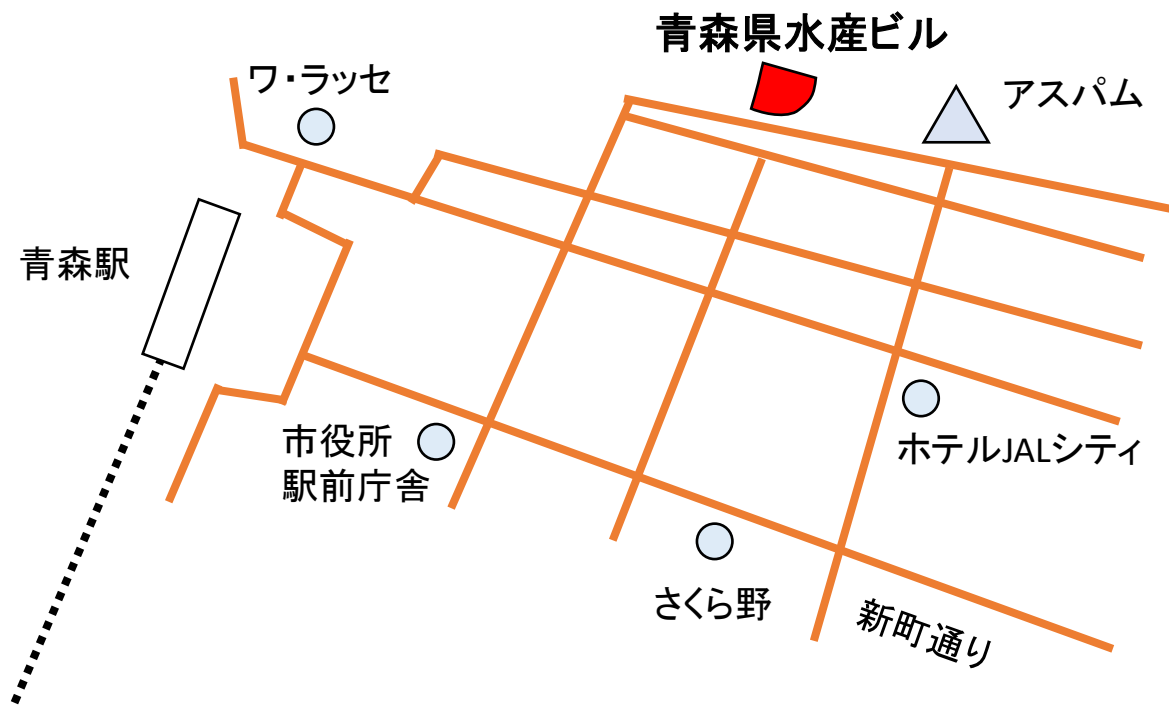 青森県水産ビル
ワ・ラッセ
アスパム
青森駅
市役所
駅前庁舎
ホテルJALシティ
さくら野
新町通り